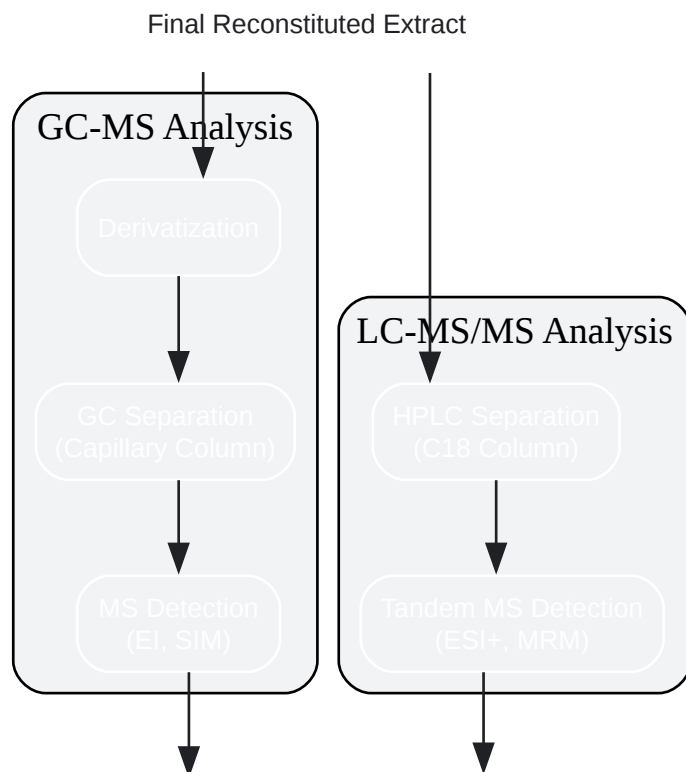 Final Reconstituted Extract
GC-MS Analysis
Derivatization
GC Separation
(Capillary Column)
MS Detection
(EI, SIM)
LC-MS/MS Analysis
HPLC Separation
(C18 Column)
Tandem MS Detection
(ESI+, MRM)